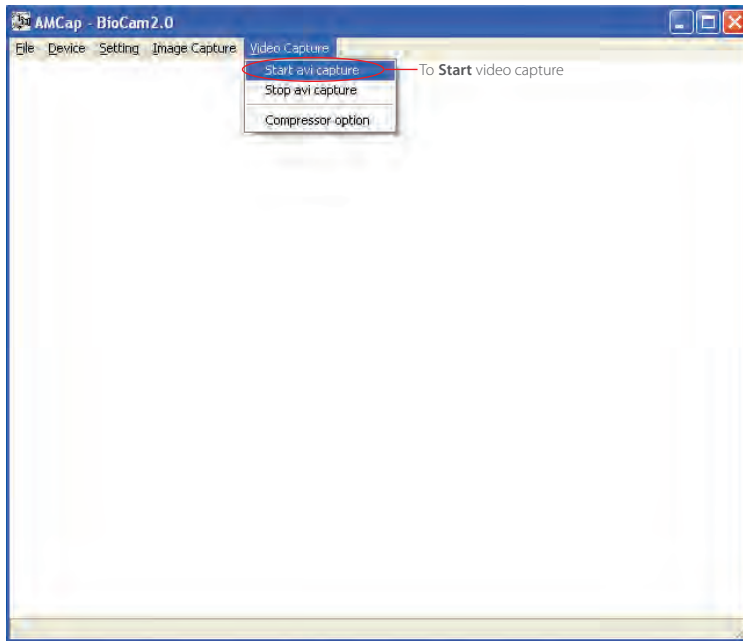 AMCap - BioCam2.0
File Device Setting Image Capture Video Capture
Start avi capture
To Start video capture
Stop avi capture
Compressor option